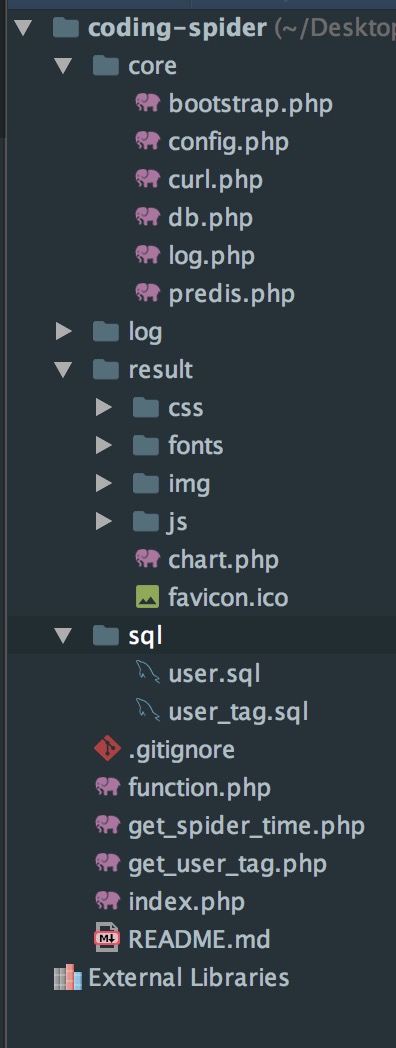 coding-spider (~/Desktop
core
bootstrap.php
config.php
curl.php
db.php
log.php
predis.php
log
result
css
fonts
img
js
chart.php
favicon.ico
sql
user.sql
user_tag.sql
.gitignore
function.php
get_spider_time.php
get_user_tag.php
index.php
README.md
External Libraries